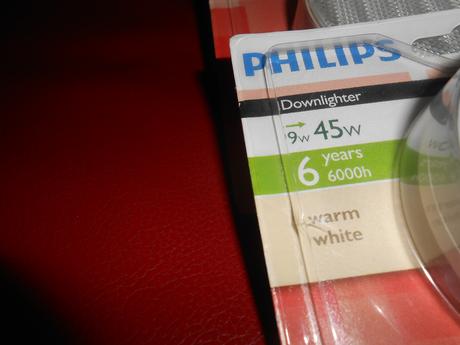 PHILIPS
Downlighter
9w 45w
6 years
6000h
warm
white